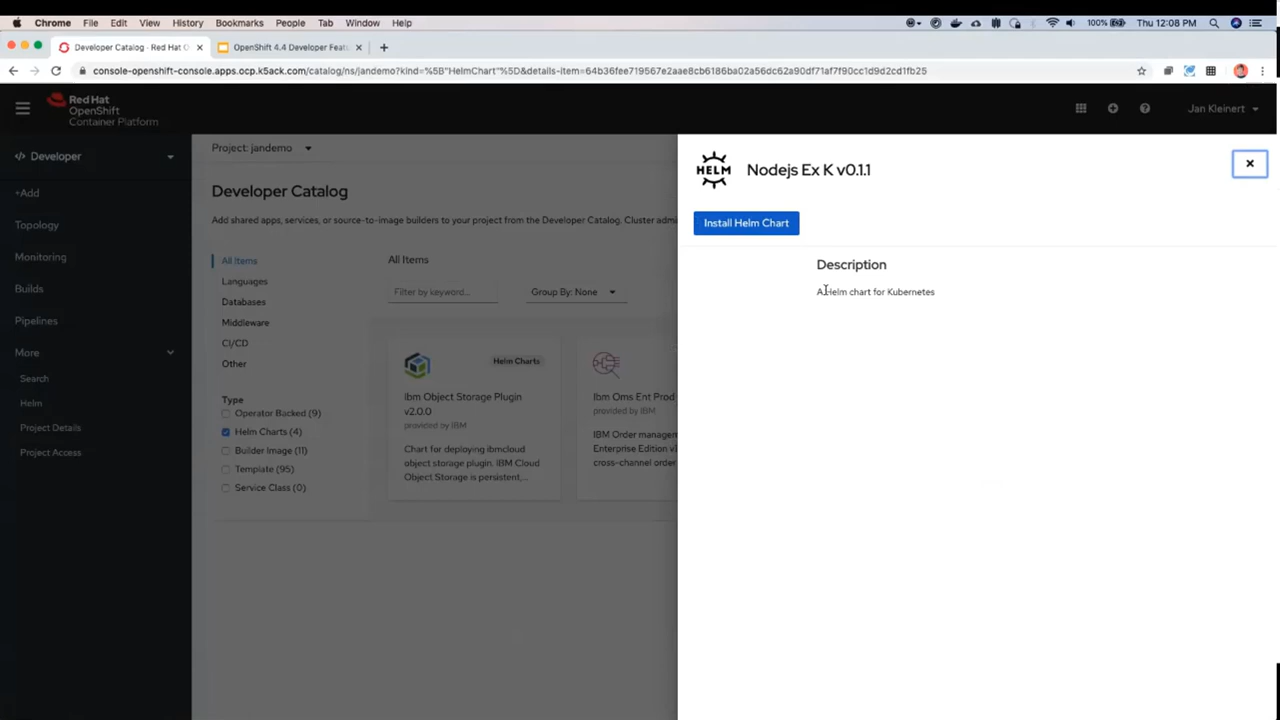 Chrome File Edit View History Bookmarks People Tab Window Help 100% Thu 12:08 PM
Developer Catalog · Red Hat O
OpenShift 4.4 Developer Feat
console-openshift-console.apps.ocp.k5ack.com/catalog/ns/jandemo?kind=%5B"HelmChart"%5D&details-item=64b36fee719567e2aae8cb6186ba02a56dc62a90df71af7f90cc1d9d2cd1fb25
Red Hat
OpenShift
Container Platform
Jan Kleinert
Developer
+Add
Topology
Monitoring
Builds
Pipelines
More
Search
Helm
Project Details
Project Access
Project: jandemo
Developer Catalog
Add shared apps, services, or source-to-image builders to your project from the Developer Catalog. Cluster admi
All Items
Languages
Databases
Middleware
CI/CD
Other
Type
Operator Backed (9)
Helm Charts (4)
Builder Image (11)
Template (95)
Service Class (0)
All Items
Filter by keyword...
Group By: None
Helm Charts
Ibm Object Storage Plugin
v2.0.0
provided by IBM
Chart for deploying ibmcloud
object storage plugin. IBM Cloud
Object Storage is persistent,...
Ibm Oms Ent Prod
provided by IBM
IBM Order managem
Enterprise Edition v1
cross-channel order
HELM
Nodejs Ex K v0.1.1
Install Helm Chart
Description
A Helm chart for Kubernetes